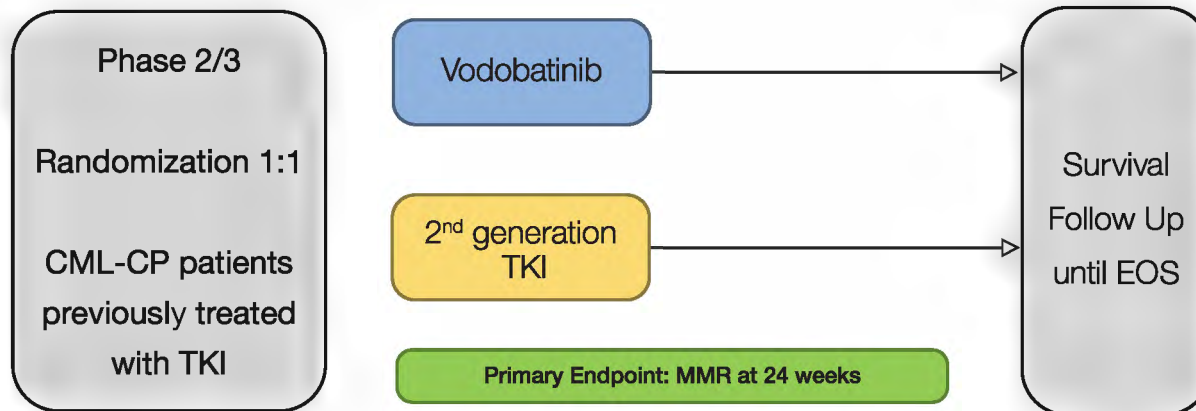 Phase 2/3
Randomization 1:1
CML-CP patients
previously treated
with TKI
Vodobatinib
2nd generation
TKI
Primary Endpoint: MMR at 24 weeks
Survival
Follow Up
until EOS